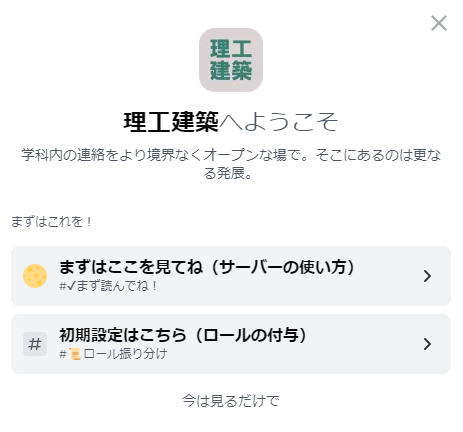 理工
建築
理工建築へようこそ
学科内の連絡をより境界なくオープンな場で。そこにあるのは更な
る発展。
まずはこれを！
まずはここを見てね（サーバーの使い方）
#✓まず読んでね！
初期設定はこちら（ロールの付与）
#📜ロール振り分け
今は見るだけで